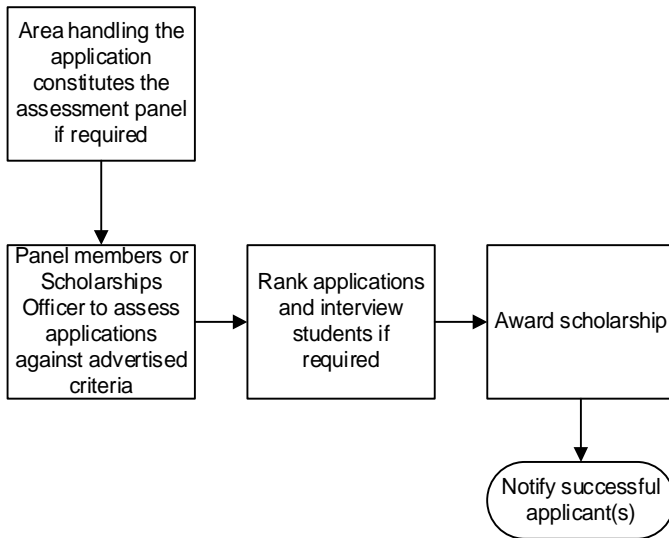 Area handling the
application
constitutes the
assessment panel
if required
Panel members or
Scholarships
Officer to assess
applications
against advertised
criteria
Rank applications
and interview
students if
required
Award scholarship
Notify successful
applicant(s)